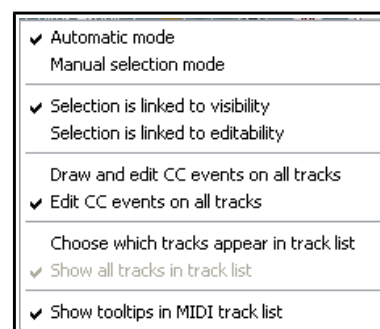 Automatic mode
Manual selection mode
Selection is linked to visibility
Selection is linked to editability
Draw and edit CC events on all tracks
Edit CC events on all tracks
Choose which tracks appear in track list
Show all tracks in track list
Show tooltips in MIDI track list